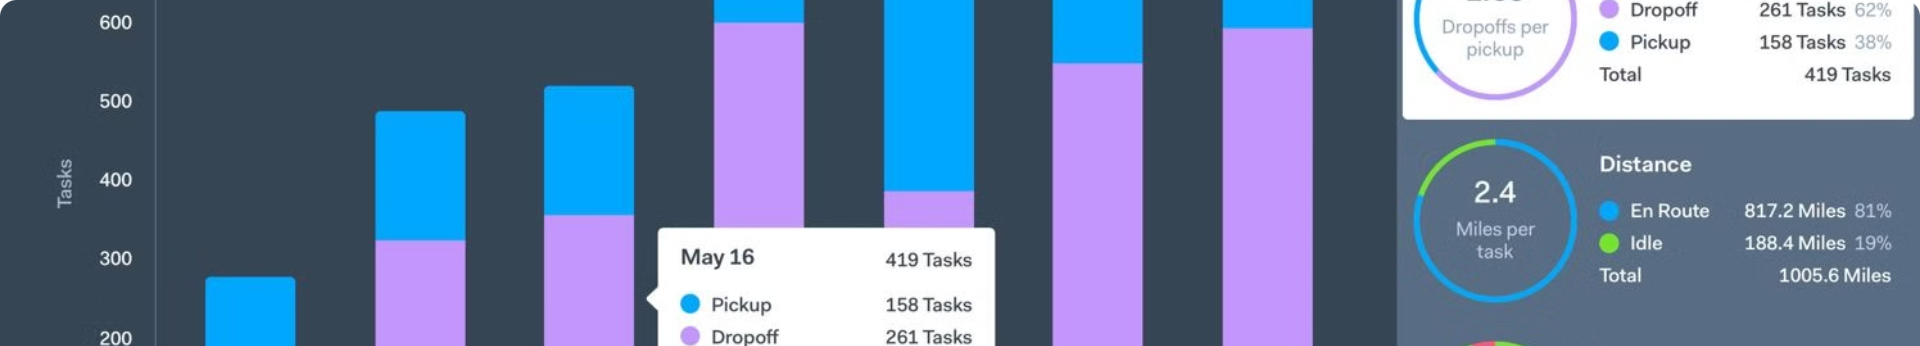 600
500
400
300
200
Tasks
May 16 419 Tasks
Pickup 158 Tasks
Dropoff 261 Tasks
Dropoffs per
pickup
Dropoff 261 Tasks 62%
Pickup 158 Tasks 38%
Total 419 Tasks
2.4
Miles per
task
Distance
En Route 817.2 Miles 81%
Idle 188.4 Miles 19%
Total 1005.6 Miles